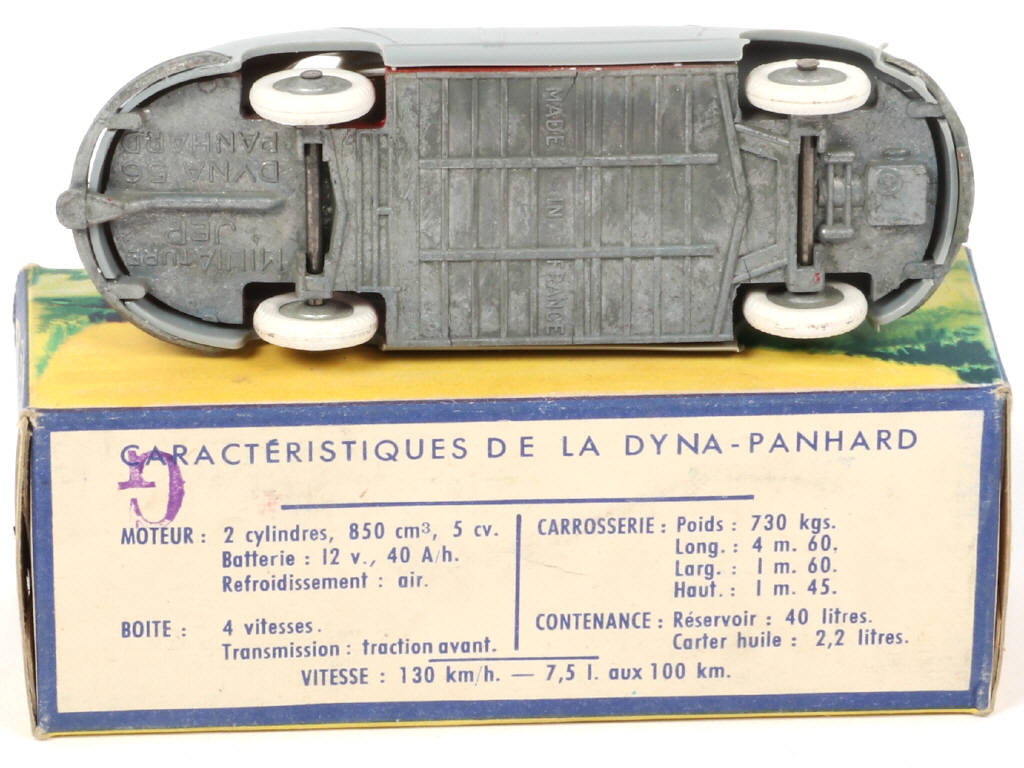 PANHARD
DYNA 56
JEP
MINIATURE
MADE IN FRANCE
CARACTÉRISTIQUES DE LA DYNA-PANHARD
G
MOTEUR : 2 cylindres, 850 cm³, 5 cv.
Batterie : 12 v., 40 A/h.
Refroidissement : air.
BOITE : 4 vitesses.
Transmission : traction avant.
CARROSSERIE : Poids : 730 kgs.
Long. : 4 m. 60.
Larg. : 1 m. 60.
Haut. : 1 m. 45.
CONTENANCE : Réservoir : 40 litres.
Carter huile : 2,2 litres.
VITESSE : 130 km/h. — 7,5 l. aux 100 km.